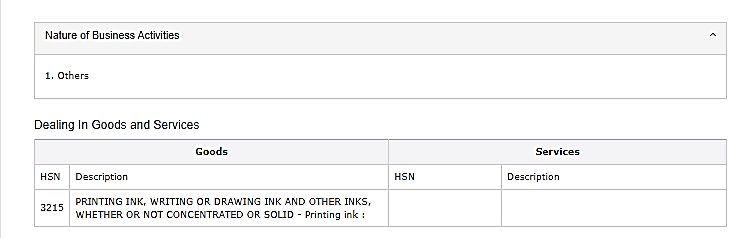 Nature of Business Activities
1. Others
Dealing In Goods and Services
Goods Services
HSN Description HSN Description
3215 PRINTING INK, WRITING OR DRAWING INK AND OTHER INKS,
WHETHER OR NOT CONCENTRATED OR SOLID - Printing ink :